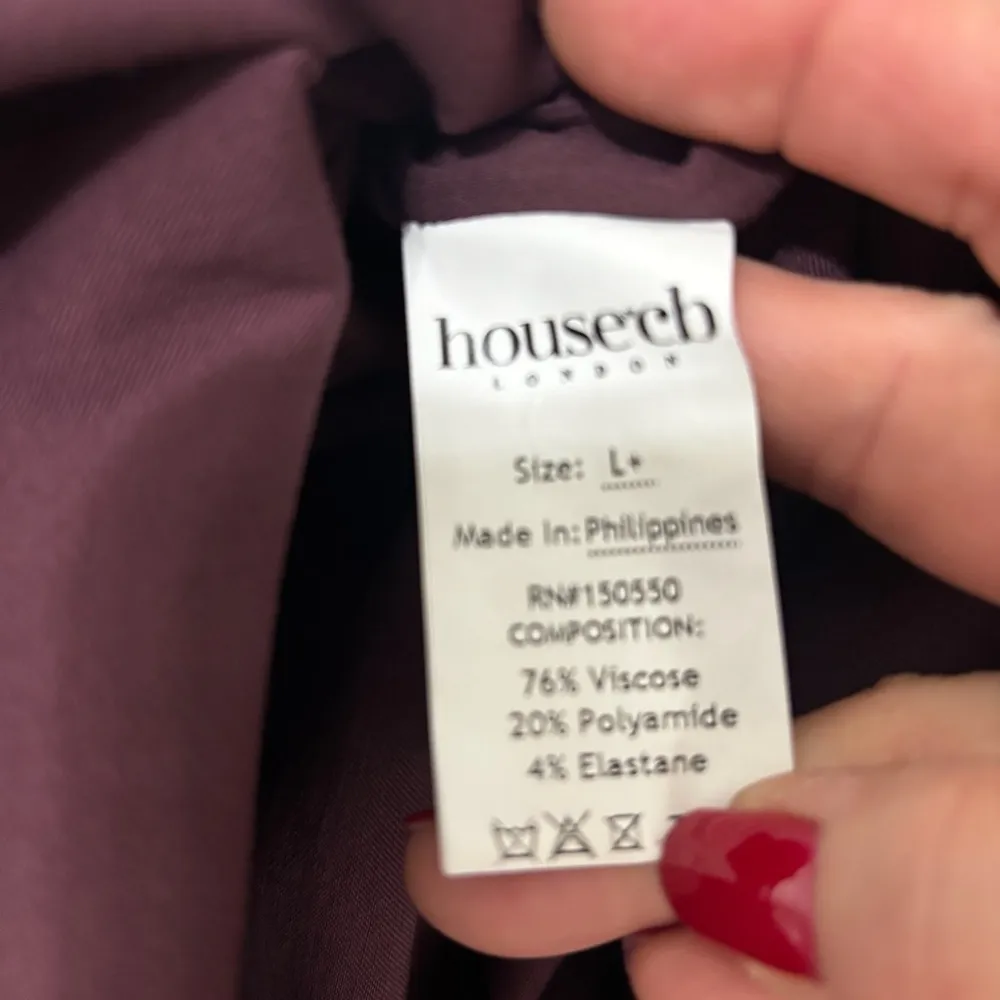 house of cb
LONDON
Size: L+
Made In: Philippines
RN#150550
COMPOSITION:
76% Viscose
20% Polyamide
4% Elastane